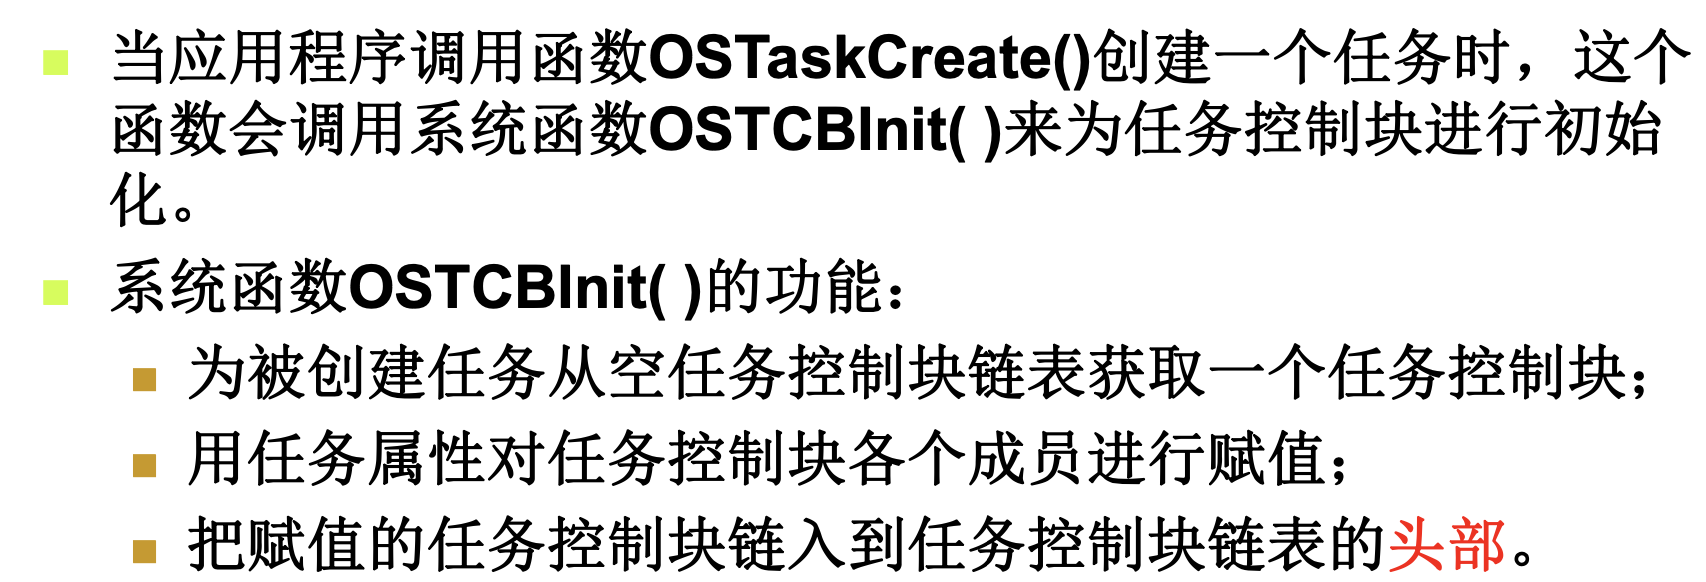 当应用程序调用函数OSTaskCreate()创建一个任务时，这个
函数会调用系统函数OSTCBInit( )来为任务控制块进行初始
化。
系统函数OSTCBInit( )的功能：
为被创建任务从空任务控制块链表获取一个任务控制块；
用任务属性对任务控制块各个成员进行赋值；
把赋值的任务控制块链入到任务控制块链表的头部。